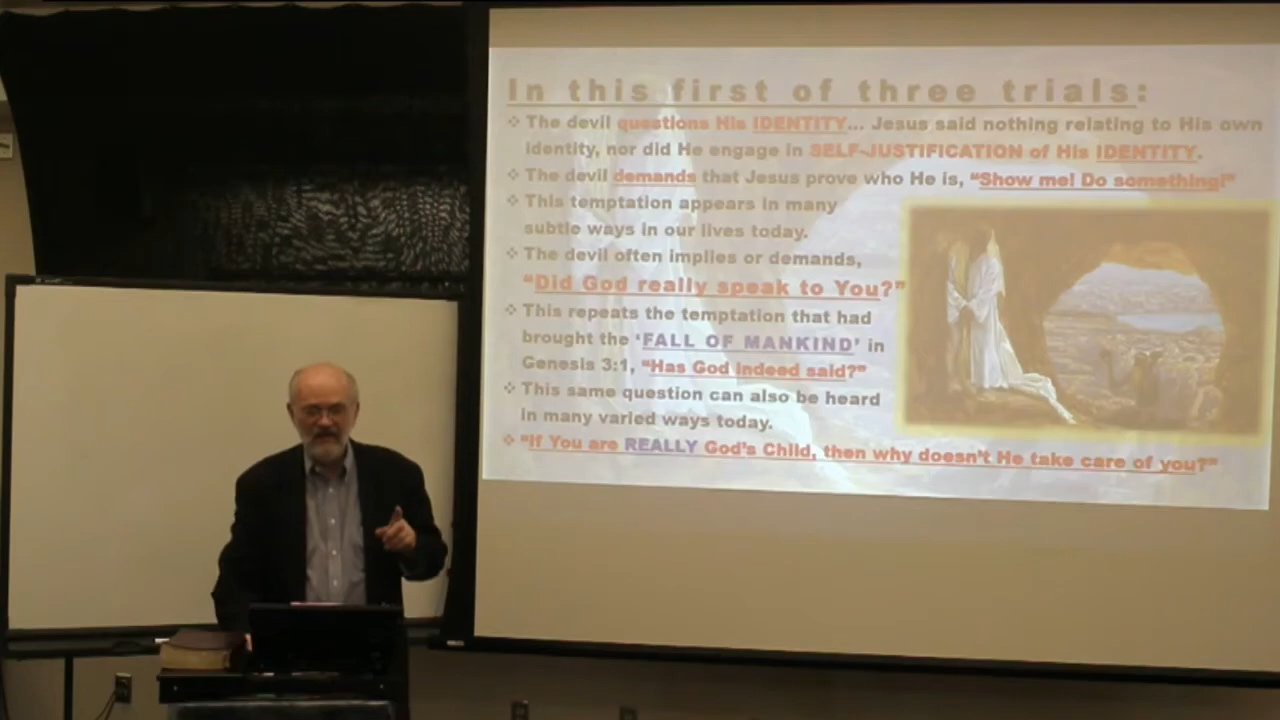 In this first of three trials:
❖ The devil questions His IDENTITY... Jesus said nothing relating to His own
identity, nor did He engage in SELF-JUSTIFICATION of His IDENTITY.
❖ The devil demands that Jesus prove who He is, “Show me! Do something!”
❖ This temptation appears in many
subtle ways in our lives today.
❖ The devil often implies or demands,
“Did God really speak to You?”
❖ This repeats the temptation that had
brought the ‘FALL OF MANKIND’ in
Genesis 3:1, “Has God indeed said?”
❖ This same question can also be heard
in many varied ways today.
❖ “If You are REALLY God’s Child, then why doesn’t He take care of you?”